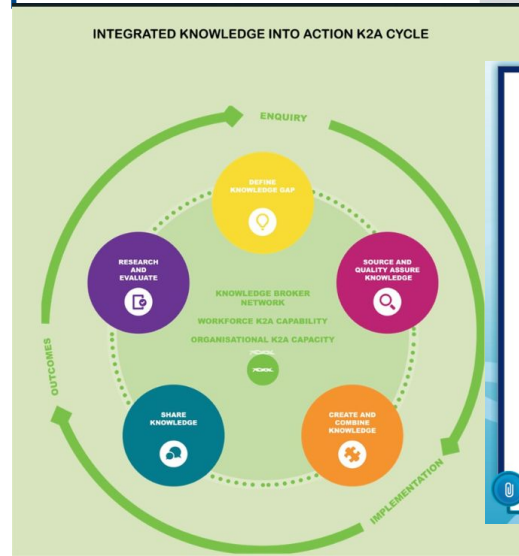 INTEGRATED KNOWLEDGE INTO ACTION K2A CYCLE
ENQUIRY
DEFINE
KNOWLEDGE GAP
RESEARCH
AND
EVALUATE
SOURCE AND
QUALITY ASSURE
KNOWLEDGE
KNOWLEDGE BROKER
NETWORK
WORKFORCE K2A CAPABILITY
ORGANISATIONAL K2A CAPACITY
OUTCOMES
SHARE
KNOWLEDGE
CREATE AND
COMBINE
KNOWLEDGE
IMPLEMENTATION